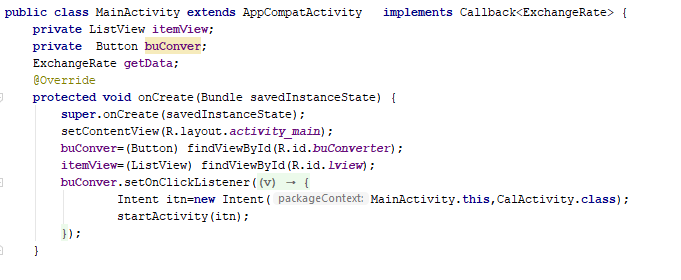 public class MainActivity extends AppCompatActivity   implements Callback<ExchangeRate> {
    private ListView itemView;
    private  Button buConver;
    ExchangeRate getData;
    @Override
    protected void onCreate(Bundle savedInstanceState) {
        super.onCreate(savedInstanceState);
        setContentView(R.layout.activity_main);
        buConver=(Button) findViewById(R.id.buConverter);
        itemView=(ListView) findViewById(R.id.lview);
        buConver.setOnClickListener((v) → {
                Intent itn=new Intent( packageContext: MainActivity.this,CalActivity.class);
                startActivity(itn);
        });
    }